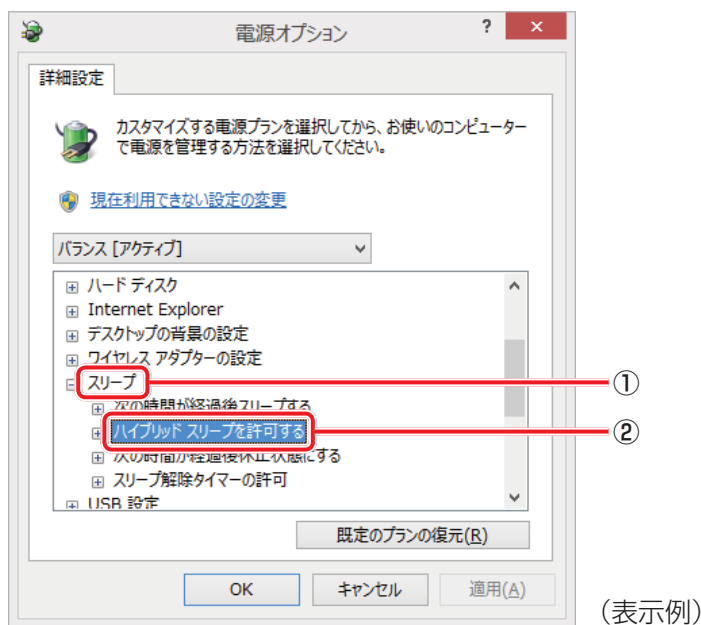 電源オプション
?
×
詳細設定
カスタマイズする電源プランを選択してから、お使いのコンピューター
で電源を管理する方法を選択してください。
現在利用できない設定の変更
バランス [アクティブ]
ハード ディスク
Internet Explorer
デスクトップの背景の設定
ワイヤレス アダプターの設定
スリープ
①
次の時間が経過後スリープする
ハイブリッド スリープを許可する
②
次の時間が経過後休止状態にする
スリープ解除タイマーの許可
USB 設定
既定のプランの復元(R)
OK
キャンセル
適用(A)
(表示例)